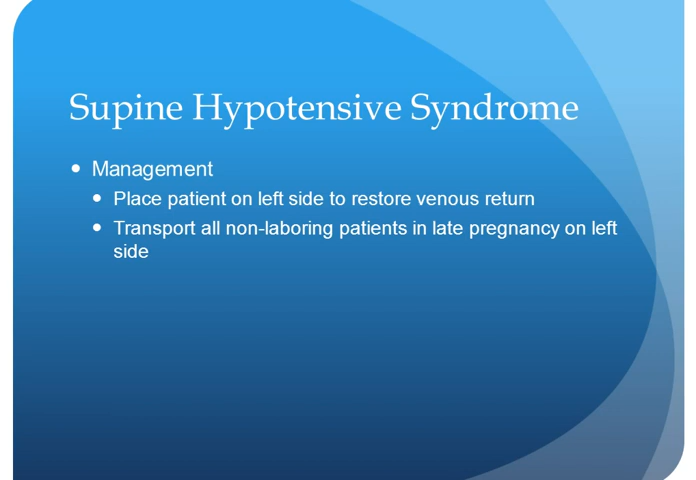 Supine Hypotensive Syndrome
• Management
• Place patient on left side to restore venous return
• Transport all non-laboring patients in late pregnancy on left
side